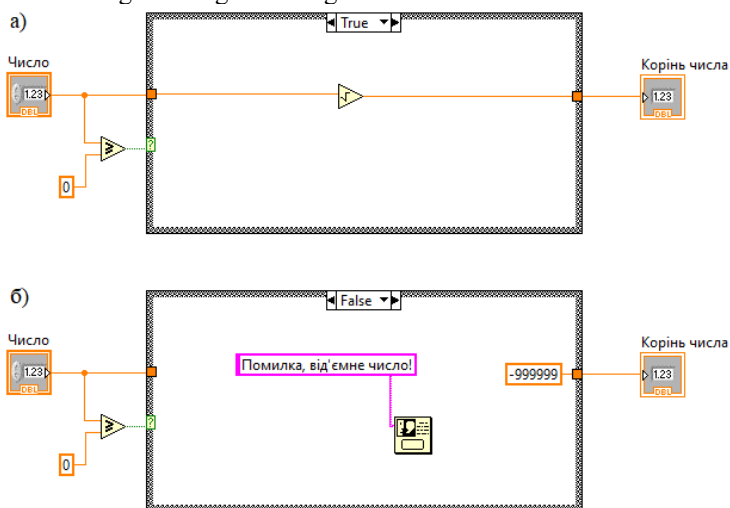 а)
True
Число
1.23
DBL
0
?
Корінь числа
1.23
DBL
б)
False
Число
1.23
DBL
0
?
Помилка, від'ємне число!
-999999
Корінь числа
1.23
DBL